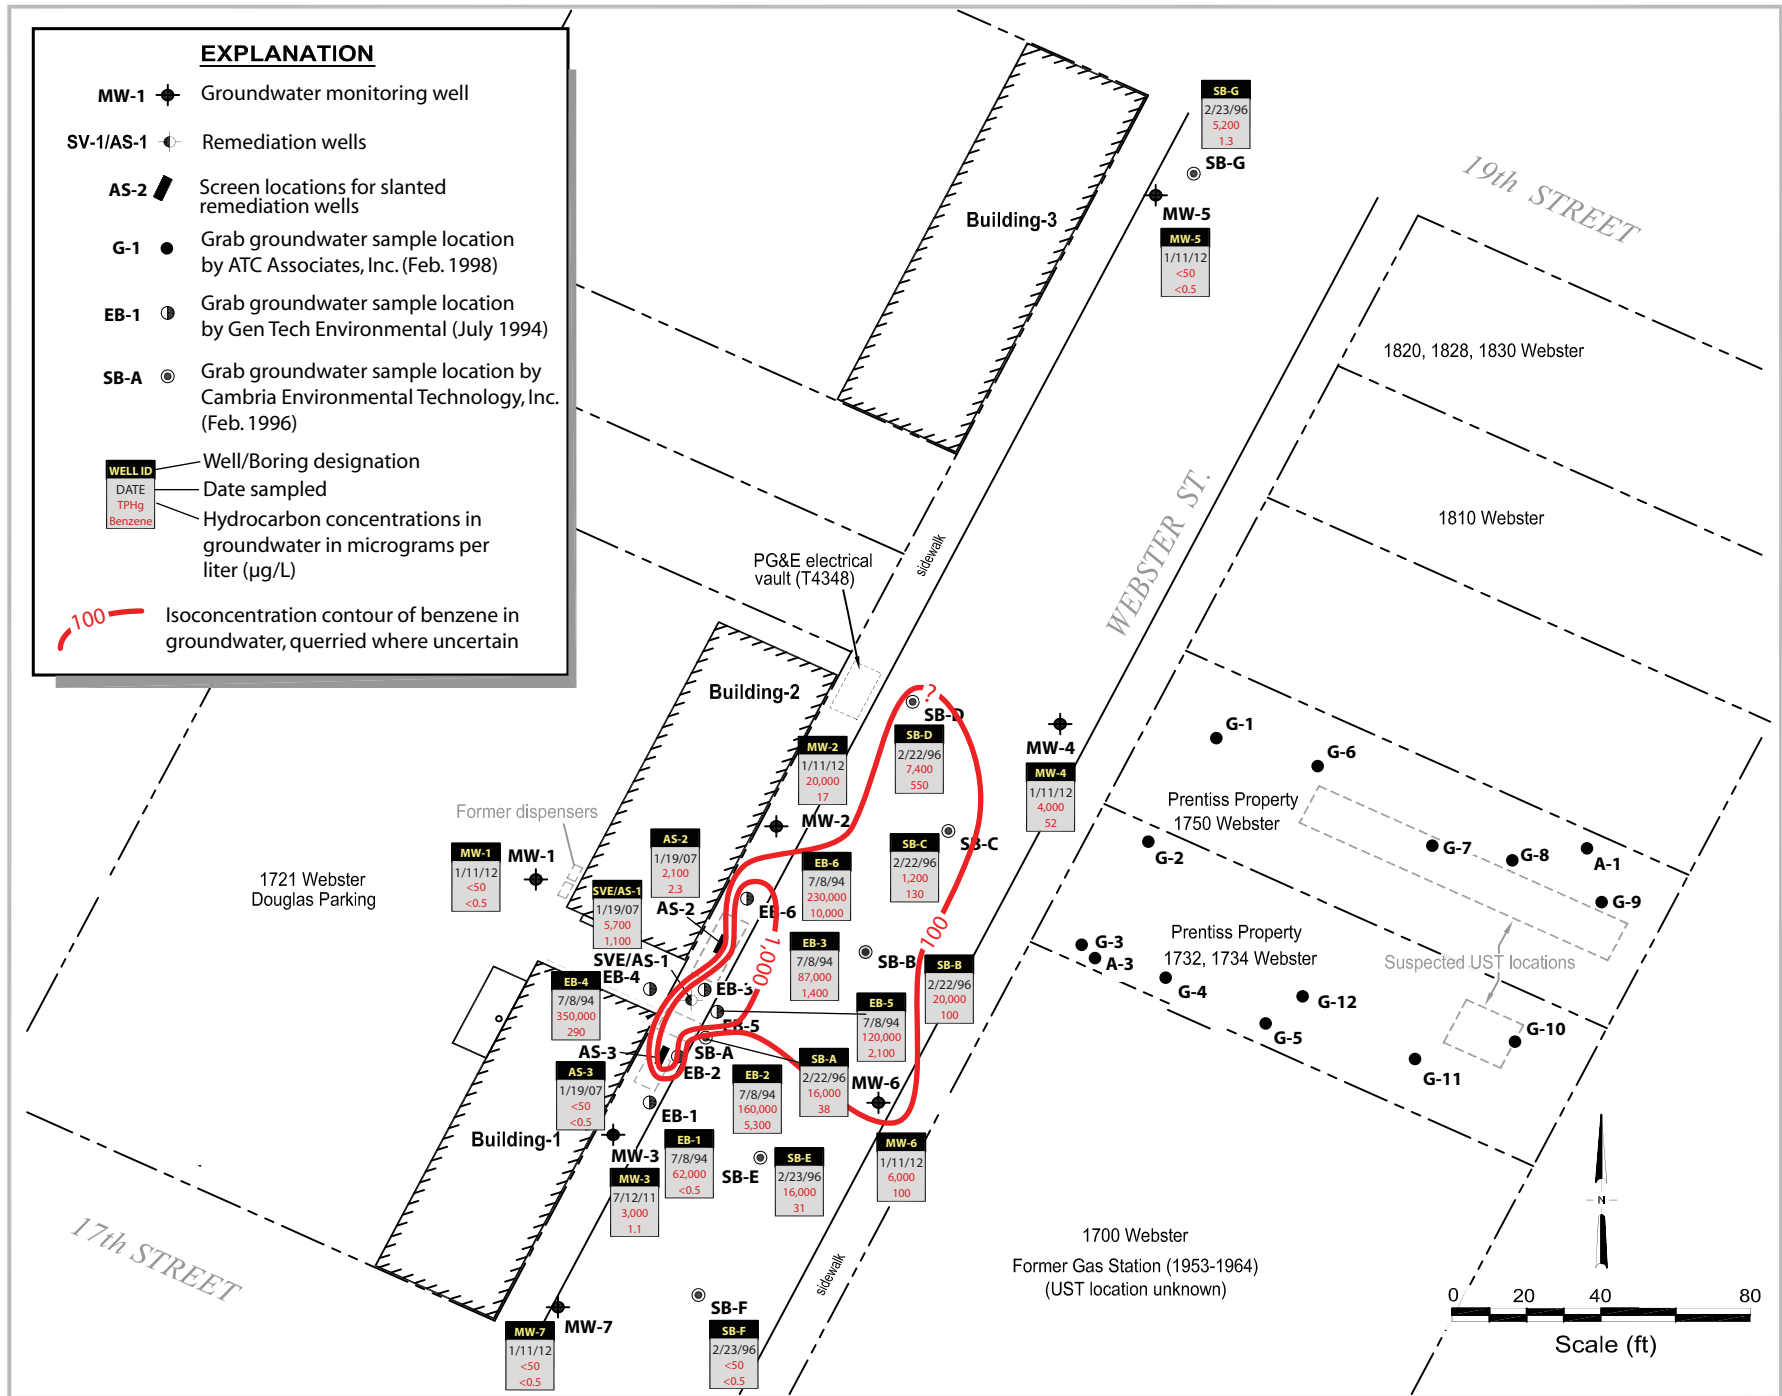 EXPLANATION
MW-1 Groundwater monitoring well
SV-1/AS-1 Remediation wells
AS-2 Screen locations for slanted
remediation wells
G-1 Grab groundwater sample location
by ATC Associates, Inc. (Feb. 1998)
EB-1 Grab groundwater sample location
by Gen Tech Environmental (July 1994)
SB-A Grab groundwater sample location by
Cambria Environmental Technology, Inc.
(Feb. 1996)
WELL ID
DATE
TPHg
Benzene
Well/Boring designation
Date sampled
Hydrocarbon concentrations in
groundwater in micrograms per
liter (µg/L)
100
Isoconcentration contour of benzene in
groundwater, querried where uncertain
SB-G
2/23/96
5,200
1.3
SB-G
MW-5
MW-5
1/11/12
<50
<0.5
Building-3
19th STREET
1820, 1828, 1830 Webster
1810 Webster
WEBSTER ST.
sidewalk
PG&E electrical
vault (T4348)
Building-2
?
SB-D
SB-D
2/22/96
7,400
550
MW-2
1/11/12
20,000
17
MW-2
MW-4
MW-4
1/11/12
4,000
52
G-1
G-6
Prentiss Property
1750 Webster
G-2
G-7
G-8
A-1
G-9
Former dispensers
MW-1
1/11/12
<50
<0.5
MW-1
1721 Webster
Douglas Parking
AS-2
1/19/07
2,100
2.3
AS-2
SVE/AS-1
1/19/07
5,700
1,100
SVE/AS-1
EB-6
7/8/94
230,000
10,000
EB-6
SB-C
SB-C
2/22/96
1,200
130
1,000
100
EB-3
7/8/94
87,000
1,400
EB-3
SB-B
SB-B
2/22/96
20,000
100
G-3
A-3
G-4
Prentiss Property
1732, 1734 Webster
Suspected UST locations
G-12
G-5
G-10
G-11
EB-4
EB-4
7/8/94
350,000
290
EB-5
EB-5
7/8/94
120,000
2,100
AS-3
AS-3
1/19/07
<50
<0.5
SB-A
SB-A
2/22/96
16,000
38
EB-2
EB-2
7/8/94
160,000
5,300
MW-6
MW-6
1/11/12
6,000
100
EB-1
EB-1
7/8/94
62,000
<0.5
Building-1
MW-3
MW-3
7/12/11
3,000
1.1
SB-E
SB-E
2/23/96
16,000
31
17th STREET
MW-7
MW-7
1/11/12
<50
<0.5
SB-F
SB-F
2/23/96
<50
<0.5
sidewalk
1700 Webster
Former Gas Station (1953-1964)
(UST location unknown)
N
0 20 40 80
Scale (ft)